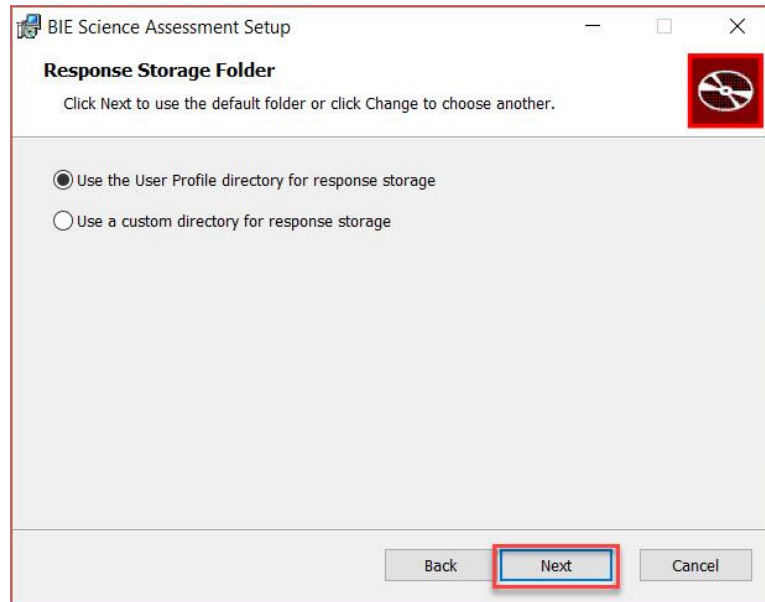 BIE Science Assessment Setup
Response Storage Folder
Click Next to use the default folder or click Change to choose another.
Use the User Profile directory for response storage
Use a custom directory for response storage
Back Next Cancel